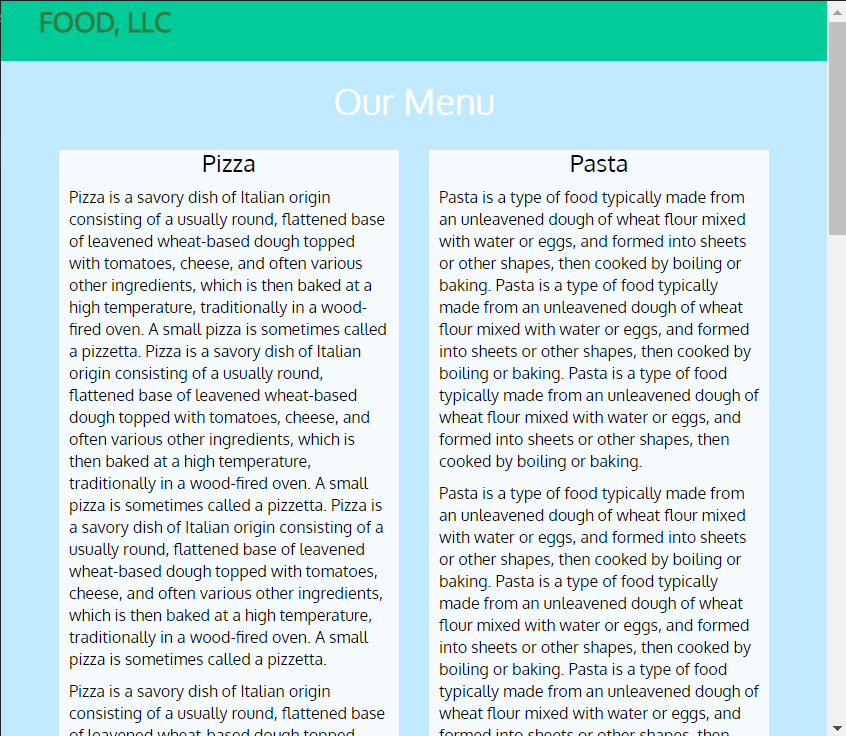 FOOD, LLC
Our Menu
Pizza
Pizza is a savory dish of Italian origin
consisting of a usually round, flattened base
of leavened wheat-based dough topped
with tomatoes, cheese, and often various
other ingredients, which is then baked at a
high temperature, traditionally in a wood-
fired oven. A small pizza is sometimes called
a pizzetta. Pizza is a savory dish of Italian
origin consisting of a usually round,
flattened base of leavened wheat-based
dough topped with tomatoes, cheese, and
often various other ingredients, which is
then baked at a high temperature,
traditionally in a wood-fired oven. A small
pizza is sometimes called a pizzetta. Pizza is
a savory dish of Italian origin consisting of a
usually round, flattened base of leavened
wheat-based dough topped with tomatoes,
cheese, and often various other ingredients,
which is then baked at a high temperature,
traditionally in a wood-fired oven. A small
pizza is sometimes called a pizzetta.
Pizza is a savory dish of Italian origin
consisting of a usually round, flattened base
of leavened wheat-based dough topped
Pasta
Pasta is a type of food typically made from
an unleavened dough of wheat flour mixed
with water or eggs, and formed into sheets
or other shapes, then cooked by boiling or
baking. Pasta is a type of food typically
made from an unleavened dough of wheat
flour mixed with water or eggs, and formed
into sheets or other shapes, then cooked by
boiling or baking. Pasta is a type of food
typically made from an unleavened dough of
wheat flour mixed with water or eggs, and
formed into sheets or other shapes, then
cooked by boiling or baking.
Pasta is a type of food typically made from
an unleavened dough of wheat flour mixed
with water or eggs, and formed into sheets
or other shapes, then cooked by boiling or
baking. Pasta is a type of food typically
made from an unleavened dough of wheat
flour mixed with water or eggs, and formed
into sheets or other shapes, then cooked by
boiling or baking. Pasta is a type of food
typically made from an unleavened dough of
wheat flour mixed with water or eggs, and
formed into sheets or other shapes, then